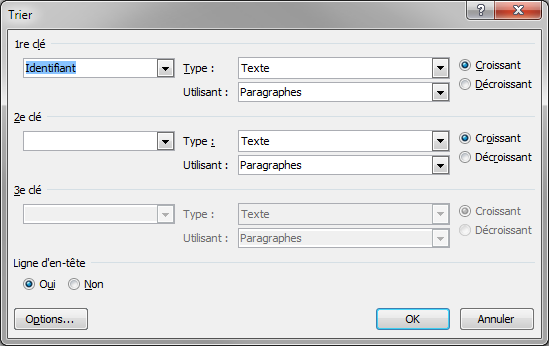 Trier
1re clé
Identifiant Type : Texte Croissant
Utilisant : Paragraphes Décroissant
2e clé
Type : Texte Croissant
Utilisant : Paragraphes Décroissant
3e clé
Type : Texte Croissant
Utilisant : Paragraphes Décroissant
Ligne d'en-tête
Oui Non
Options... OK Annuler